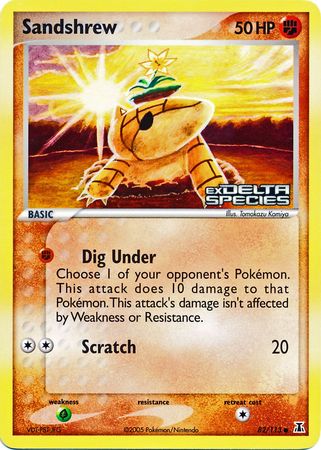 Sandshrew 50 HP
EX DELTA
SPECIES
BASIC
Illus. Tomokazu Komiya
Dig Under
Choose 1 of your opponent's Pokémon.
This attack does 10 damage to that
Pokémon. This attack's damage isn't affected
by Weakness or Resistance.
Scratch 20
weakness resistance retreat cost
©2005 Pokémon/Nintendo 82/113